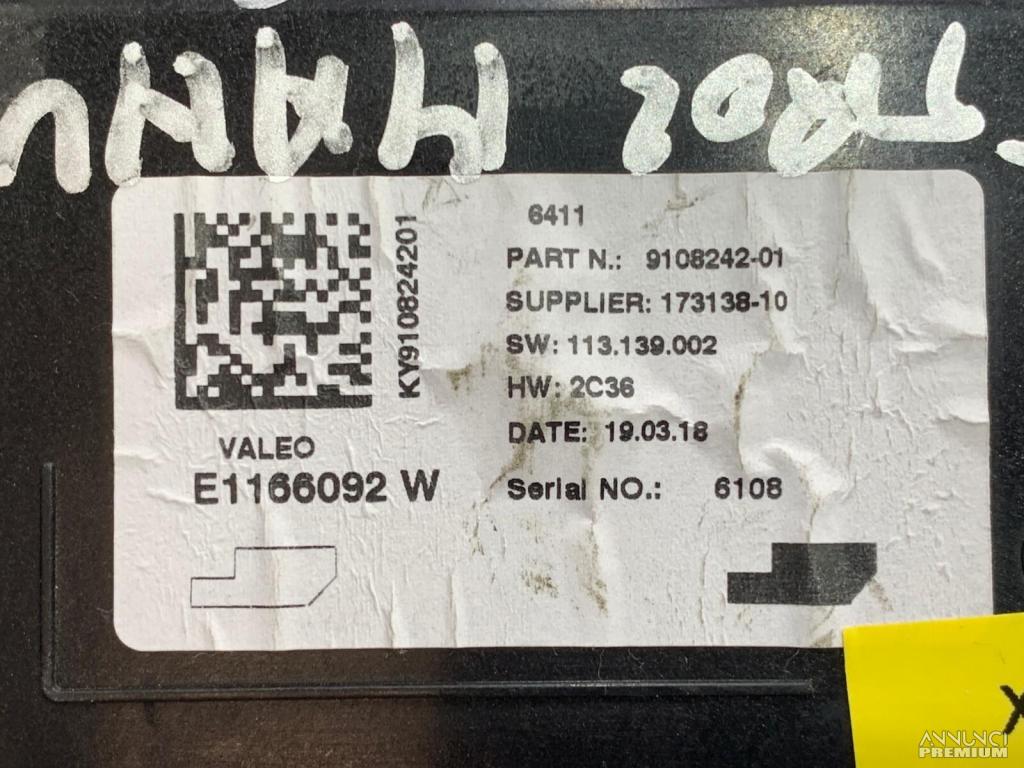 6411
PART N.: 9108242-01
SUPPLIER: 173138-10
SW: 113.139.002
HW: 2C36
DATE: 19.03.18
Serial NO.: 6108
KY910824201
VALEO
E1166092 W
X
ANNUNCI
PREMIUM